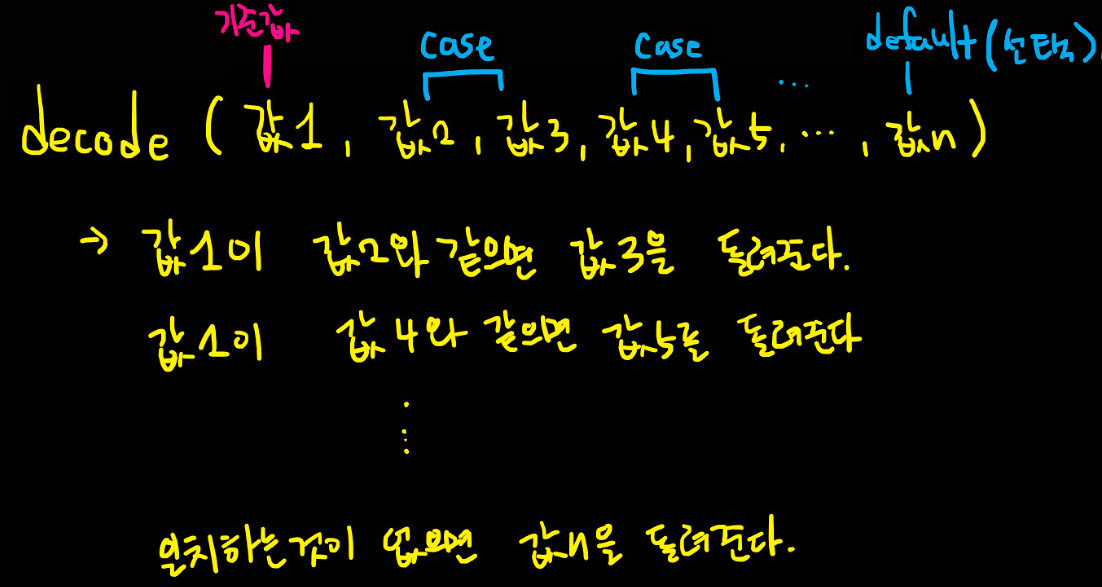 기준값
case case default(선택)
...
decode (값1, 값2, 값3, 값4, 값5, ..., 값n)
→ 값1이 값2와 같으면 값3을 돌려준다.
값1이 값4와 같으면 값5를 돌려준다
⋮
일치하는것이 없으면 값n을 돌려준다.